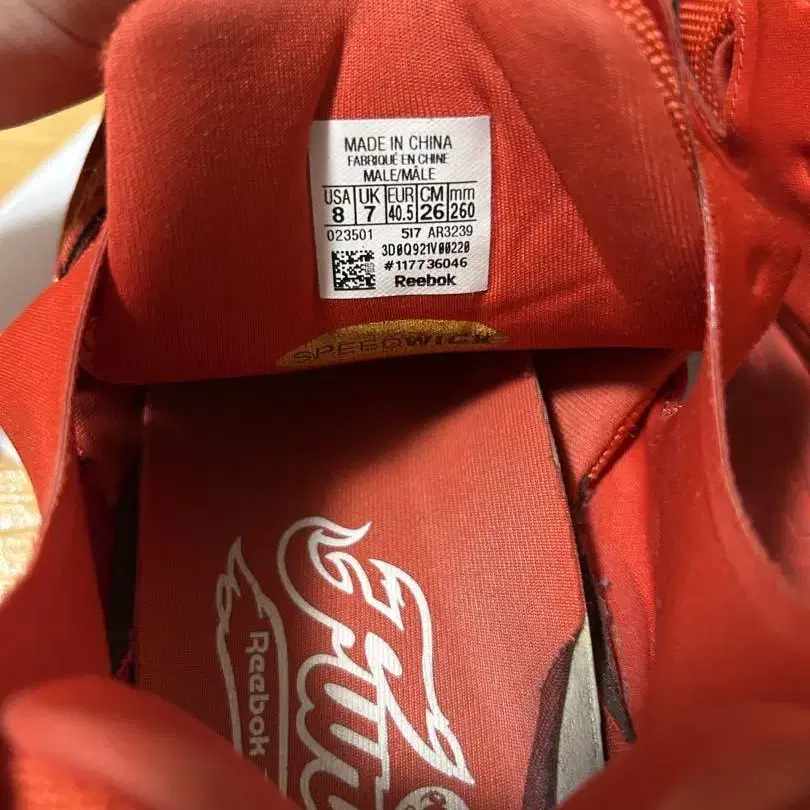 MADE IN CHINA
FABRIQUÉ EN CHINE
MALE/MÂLE
USA UK EUR CM mm
8 7 40.5 26 260
023501 517 AR3239
3D0Q921V00220
#117736046
Reebok
SPEEDWICK
Reebok